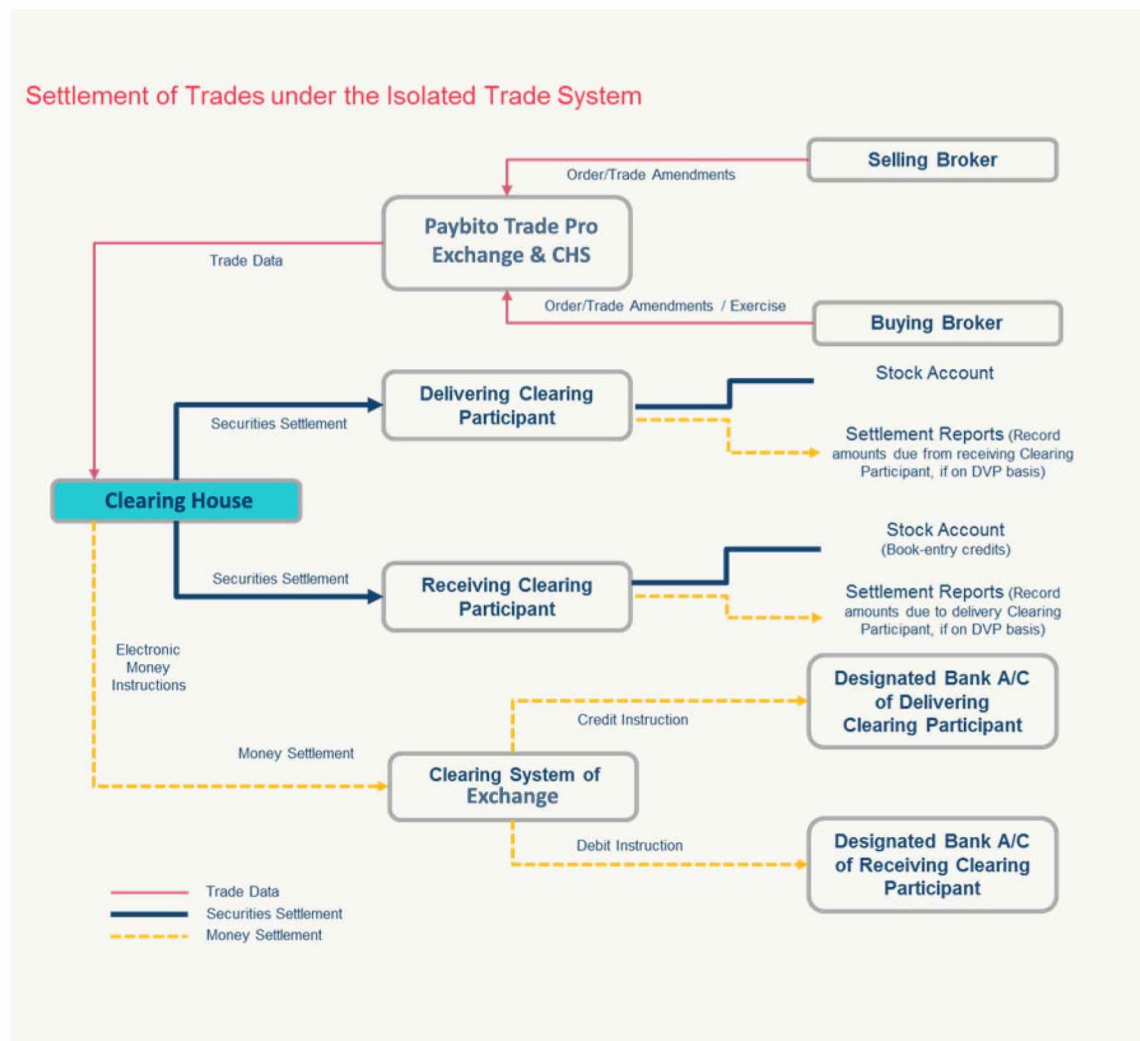 Settlement of Trades under the Isolated Trade System
Selling Broker
Order/Trade Amendments
Paybito Trade Pro
Exchange & CHS
Trade Data
Order/Trade Amendments / Exercise
Buying Broker
Delivering Clearing
Participant
Stock Account
Securities Settlement
Settlement Reports (Record
amounts due from receiving Clearing
Participant, if on DVP basis)
Clearing House
Stock Account
(Book-entry credits)
Securities Settlement
Receiving Clearing
Participant
Settlement Reports (Record
amounts due to delivery Clearing
Participant, if on DVP basis)
Electronic
Money
Instructions
Designated Bank A/C
of Delivering
Clearing Participant
Credit Instruction
Money Settlement
Clearing System of
Exchange
Debit Instruction
Designated Bank A/C
of Receiving Clearing
Participant
Trade Data
Securities Settlement
Money Settlement